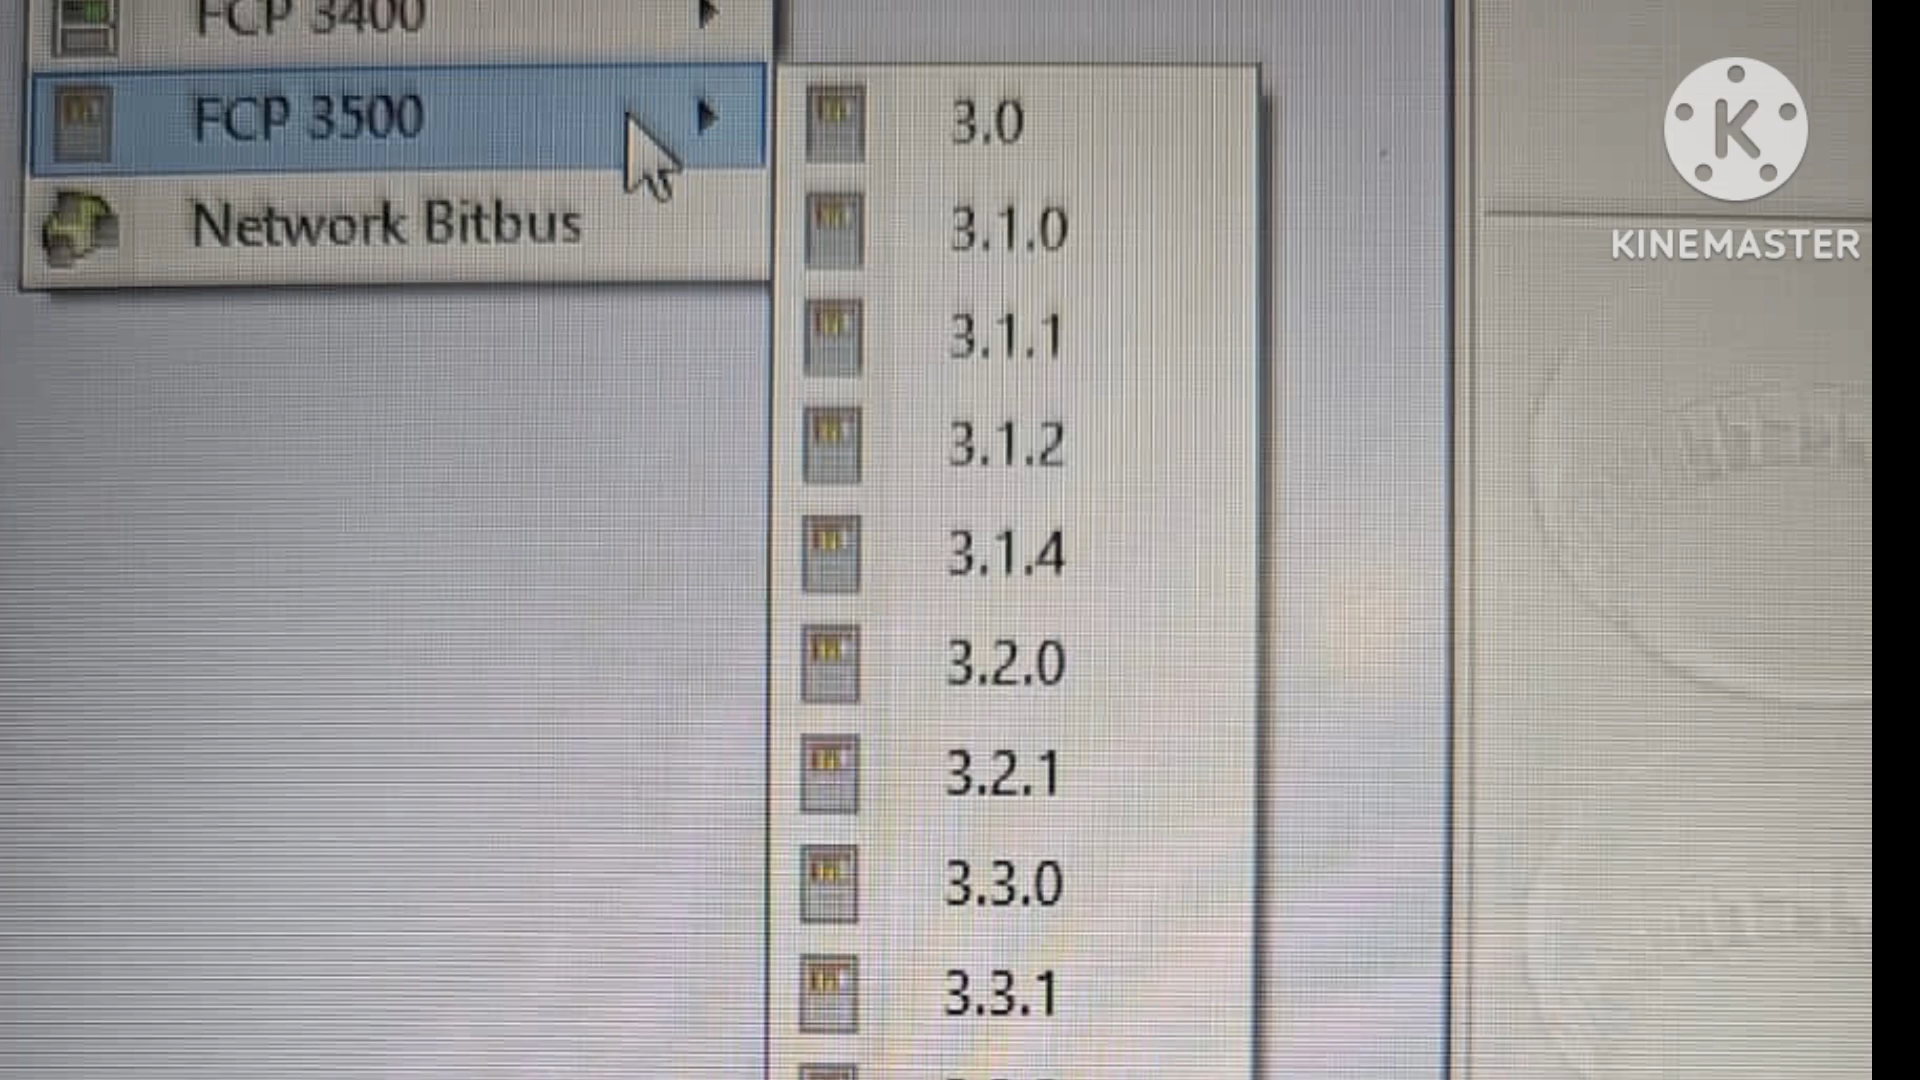 FCP 3400
FCP 3500
Network Bitbus
3.0
3.1.0
3.1.1
3.1.2
3.1.4
3.2.0
3.2.1
3.3.0
3.3.1
K
KINEMASTER